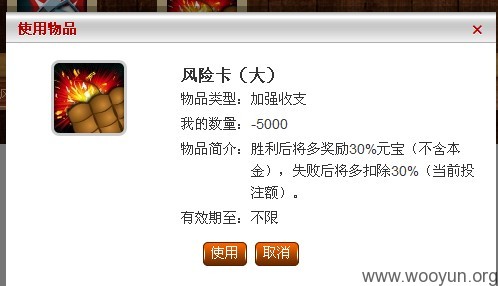 使用物品
风险卡（大）
物品类型：加强收支
我的数量：-5000
物品简介：胜利后将多奖励30%元宝（不含本
金），失败后将多扣除30%（当前投
注额）。
有效期至：不限
使用 取消
www.wooyun.org